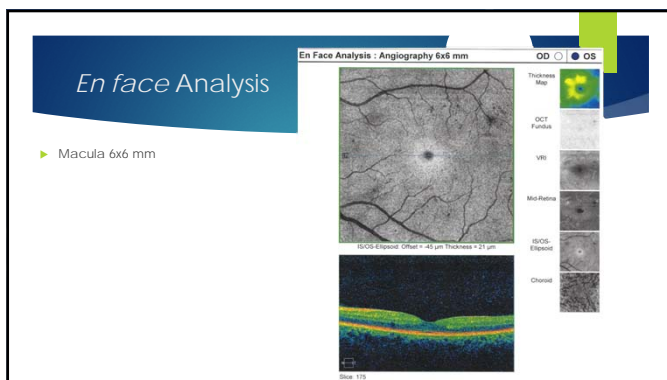 En Face Analysis : Angiography 6x6 mm
OD OS
En face Analysis
Macula 6x6 mm
Thickness
Map
OCT
Fundus
VRI
Mid-Retina
IS/OS-
Ellipsoid
Choroid
IS/OS-Ellipsoid: Offset = -45 µm Thickness = 21 µm
Slice: 175